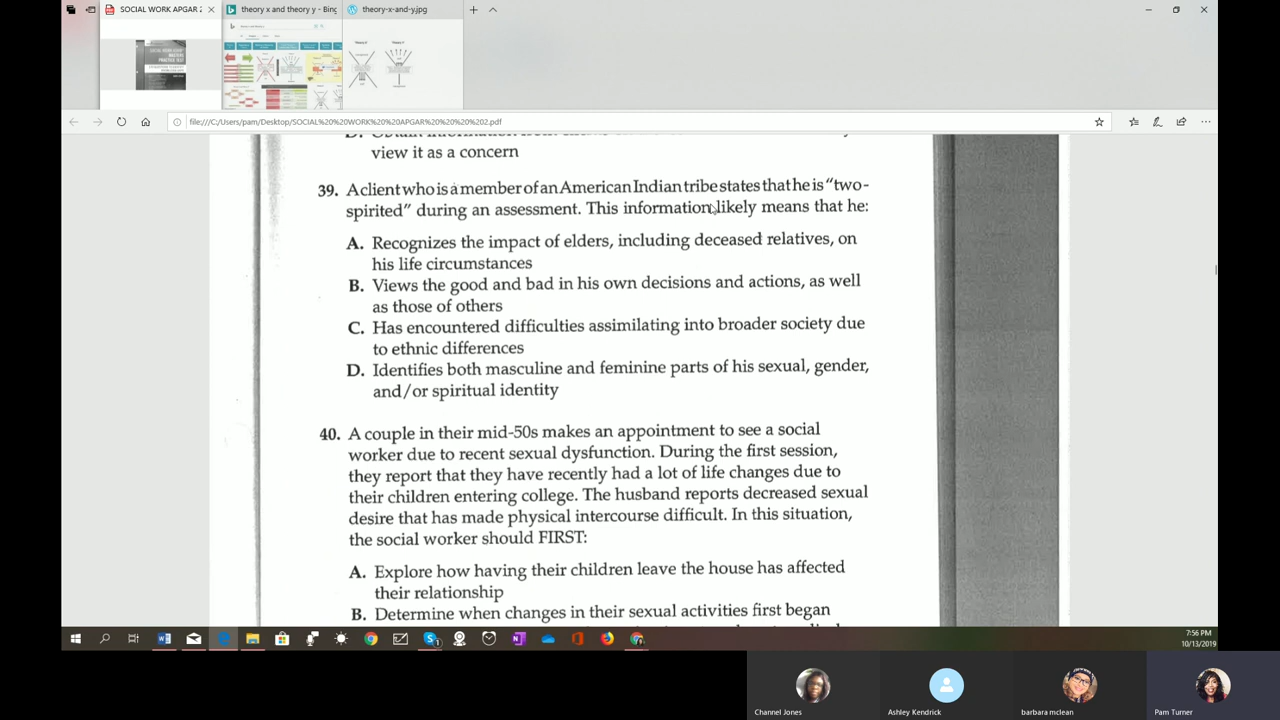 SOCIAL WORK APGAR 2
theory x and theory y - Bing
theory-x-and-y.jpg
file:///C:/Users/pam/Desktop/SOCIAL%20%20WORK%20%20APGAR%20%20%20%202.pdf
view it as a concern
39. A client who is a member of an American Indian tribe states that he is "two-
spirited" during an assessment. This information likely means that he:
A. Recognizes the impact of elders, including deceased relatives, on
his life circumstances
B. Views the good and bad in his own decisions and actions, as well
as those of others
C. Has encountered difficulties assimilating into broader society due
to ethnic differences
D. Identifies both masculine and feminine parts of his sexual, gender,
and/or spiritual identity
40. A couple in their mid-50s makes an appointment to see a social
worker due to recent sexual dysfunction. During the first session,
they report that they have recently had a lot of life changes due to
their children entering college. The husband reports decreased sexual
desire that has made physical intercourse difficult. In this situation,
the social worker should FIRST:
A. Explore how having their children leave the house has affected
their relationship
B. Determine when changes in their sexual activities first began
7:56 PM
10/13/2019
Channel Jones
Ashley Kendrick
barbara mclean
Pam Turner